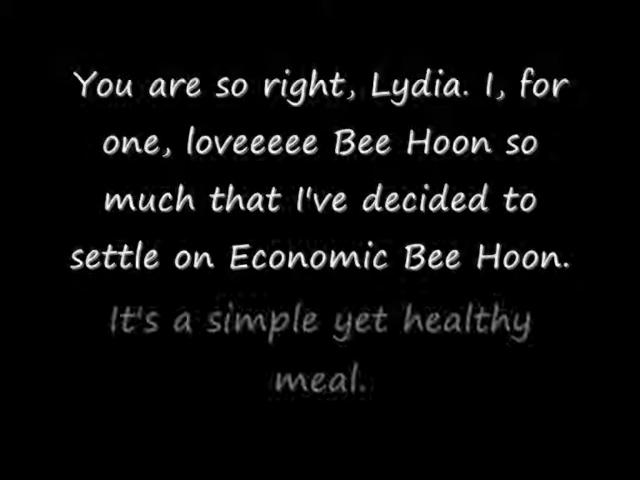 You are so right, Lydia. I, for
one, loveeeee Bee Hoon so
much that I've decided to
settle on Economic Bee Hoon.
It's a simple yet healthy
meal.